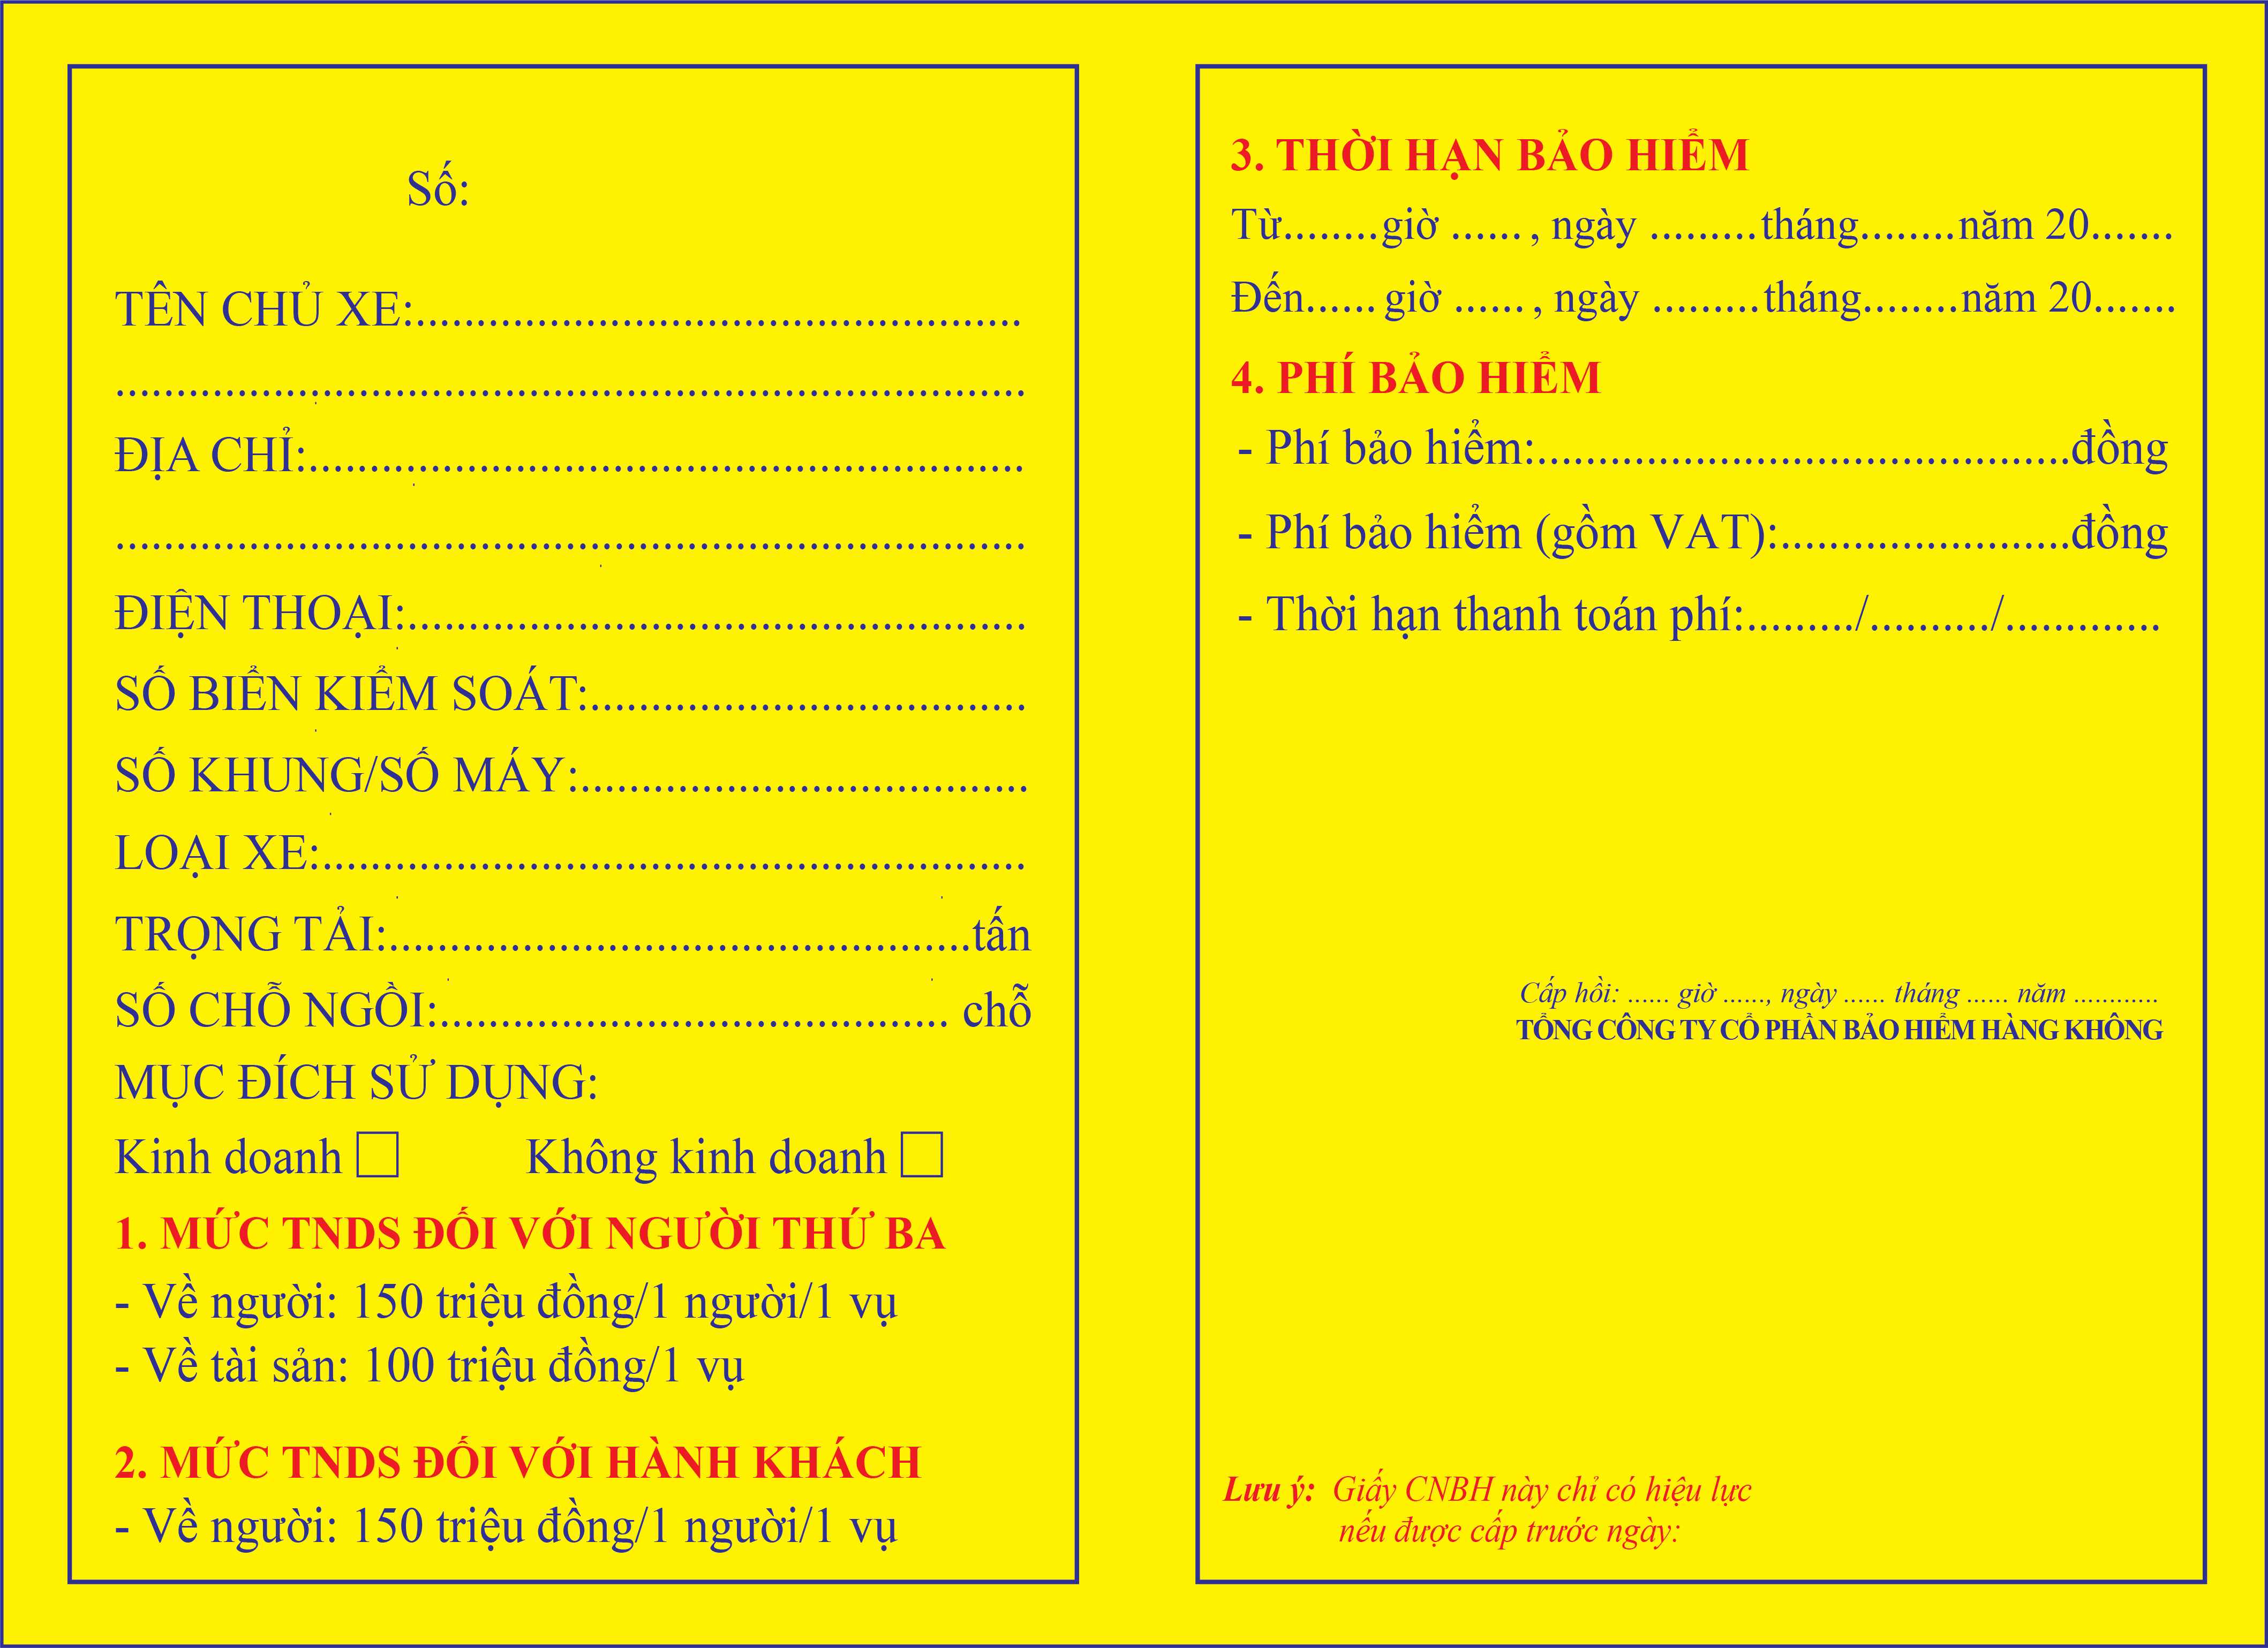 Số:
TÊN CHỦ XE:..................................................
...........................................................................
ĐỊA CHỈ:...........................................................
...........................................................................
ĐIỆN THOẠI:...................................................
SỐ BIỂN KIỂM SOÁT:....................................
SỐ KHUNG/SỐ MÁY:.....................................
LOẠI XE:..........................................................
TRỌNG TẢI:................................................tấn
SỐ CHỖ NGỒI:.......................................... chỗ
MỤC ĐÍCH SỬ DỤNG:
Kinh doanh Không kinh doanh
1. MỨC TNDS ĐỐI VỚI NGƯỜI THỨ BA
- Về người: 150 triệu đồng/1 người/1 vụ
- Về tài sản: 100 triệu đồng/1 vụ
2. MỨC TNDS ĐỐI VỚI HÀNH KHÁCH
- Về người: 150 triệu đồng/1 người/1 vụ
3. THỜI HẠN BẢO HIỂM
Từ........giờ ...... , ngày .........tháng........năm 20.......
Đến...... giờ ...... , ngày .........tháng........năm 20.......
4. PHÍ BẢO HIỂM
- Phí bảo hiểm:............................................đồng
- Phí bảo hiểm (gồm VAT):........................đồng
- Thời hạn thanh toán phí:........./........../.............
Cấp hồi: ...... giờ ......, ngày ...... tháng ...... năm ............
TỔNG CÔNG TY CỔ PHẦN BẢO HIỂM HÀNG KHÔNG
Lưu ý: Giấy CNBH này chỉ có hiệu lực
nếu được cấp trước ngày: